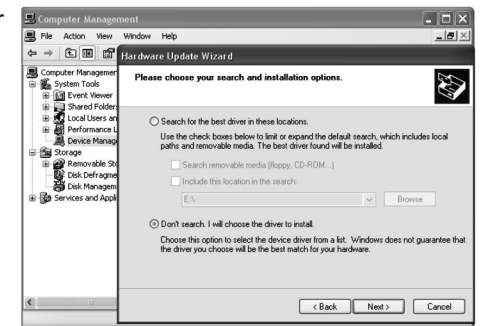 Computer Management
File Action View Window Help
Hardware Update Wizard
Computer Managemen
System Tools
Event Viewer
Shared Folders
Local Users an
Performance L
Device Manag
Storage
Removable Sto
Disk Defragme
Disk Managem
Services and Appli
Please choose your search and installation options.
Search for the best driver in these locations.
Use the check boxes below to limit or expand the default search, which includes local
paths and removable media. The best driver found will be installed.
Search removable media (floppy, CD-ROM...)
Include this location in the search:
E:\
Browse
Don't search. I will choose the driver to install.
Choose this option to select the device driver from a list. Windows does not guarantee that
the driver you choose will be the best match for your hardware.
< Back Next > Cancel